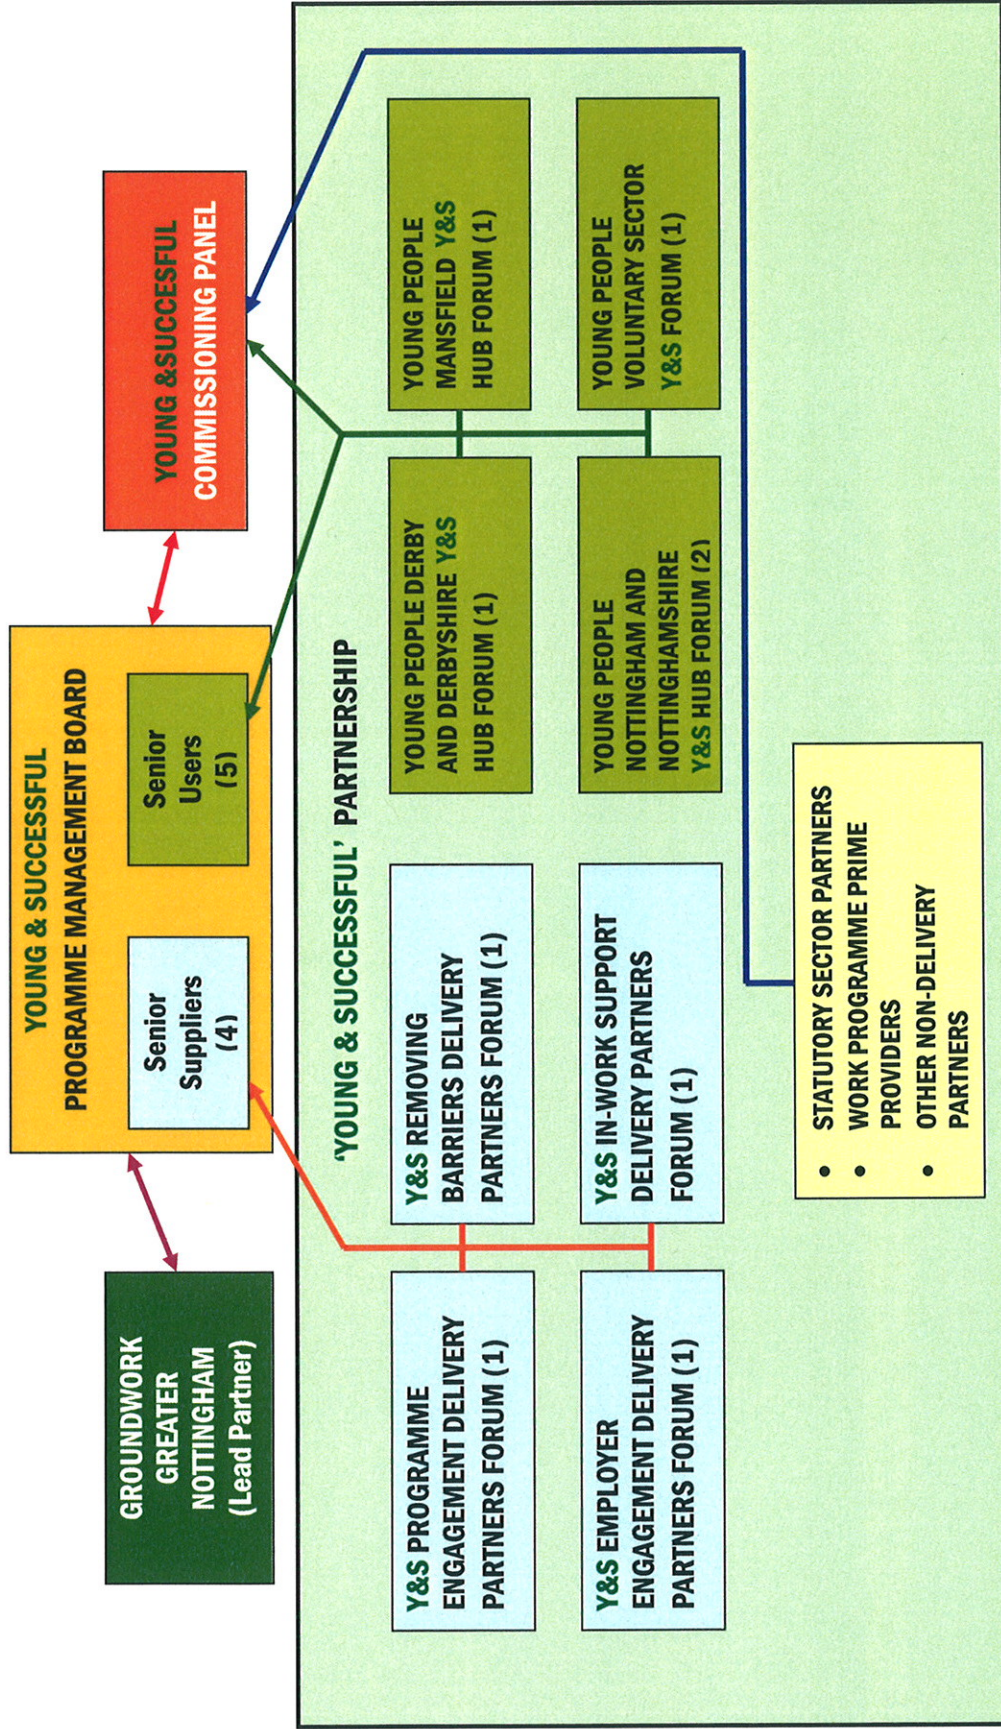 GROUNDWORK
GREATER
NOTTINGHAM
(Lead Partner)
YOUNG & SUCCESSFUL
PROGRAMME MANAGEMENT BOARD
Senior
Suppliers
(4)
Senior
Users
(5)
YOUNG &SUCCESFUL
COMMISSIONING PANEL
‘YOUNG & SUCCESSFUL’ PARTNERSHIP
Y&S PROGRAMME
ENGAGEMENT DELIVERY
PARTNERS FORUM (1)
Y&S REMOVING
BARRIERS DELIVERY
PARTNERS FORUM (1)
YOUNG PEOPLE DERBY
AND DERBYSHIRE Y&S
HUB FORUM (1)
YOUNG PEOPLE
MANSFIELD Y&S
HUB FORUM (1)
Y&S EMPLOYER
ENGAGEMENT DELIVERY
PARTNERS FORUM (1)
Y&S IN-WORK SUPPORT
DELIVERY PARTNERS
FORUM (1)
YOUNG PEOPLE
NOTTINGHAM AND
NOTTINGHAMSHIRE
Y&S HUB FORUM (2)
YOUNG PEOPLE
VOLUNTARY SECTOR
Y&S FORUM (1)
• STATUTORY SECTOR PARTNERS
• WORK PROGRAMME PRIME
PROVIDERS
• OTHER NON-DELIVERY
PARTNERS